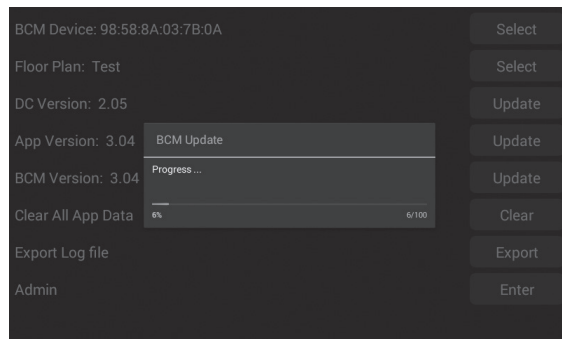 BCM Device: 98:58:8A:03:7B:0A Select
Floor Plan: Test Select
DC Version: 2.05 Update
App Version: 3.04 Update
BCM Version: 3.04 Update
Clear All App Data Clear
Export Log file Export
Admin Enter
BCM Update
Progress ...
6% 6/100